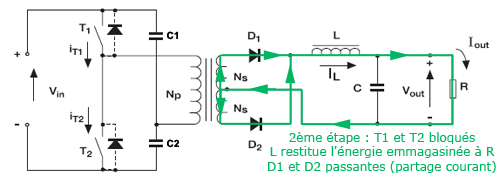 T1
C1
D1
L
Iout
iT1
IL
+
+
Ns
Vin
Np
C
Vout
R
Ns
-
iT2
-
T2
C2
D2
2ème étape : T1 et T2 bloqués
L restitue l'énergie emmagasinée à R
D1 et D2 passantes (partage courant)